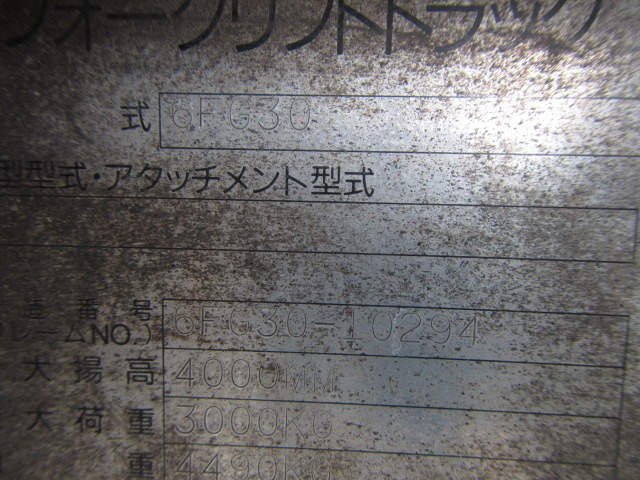 フォークリフトトラック
式 6FG30
型型式・アタッチメント型式
造番号
レームNO.) 6FG30-10294
大揚高 4000MM
大荷重 3000KG
重 4490KG